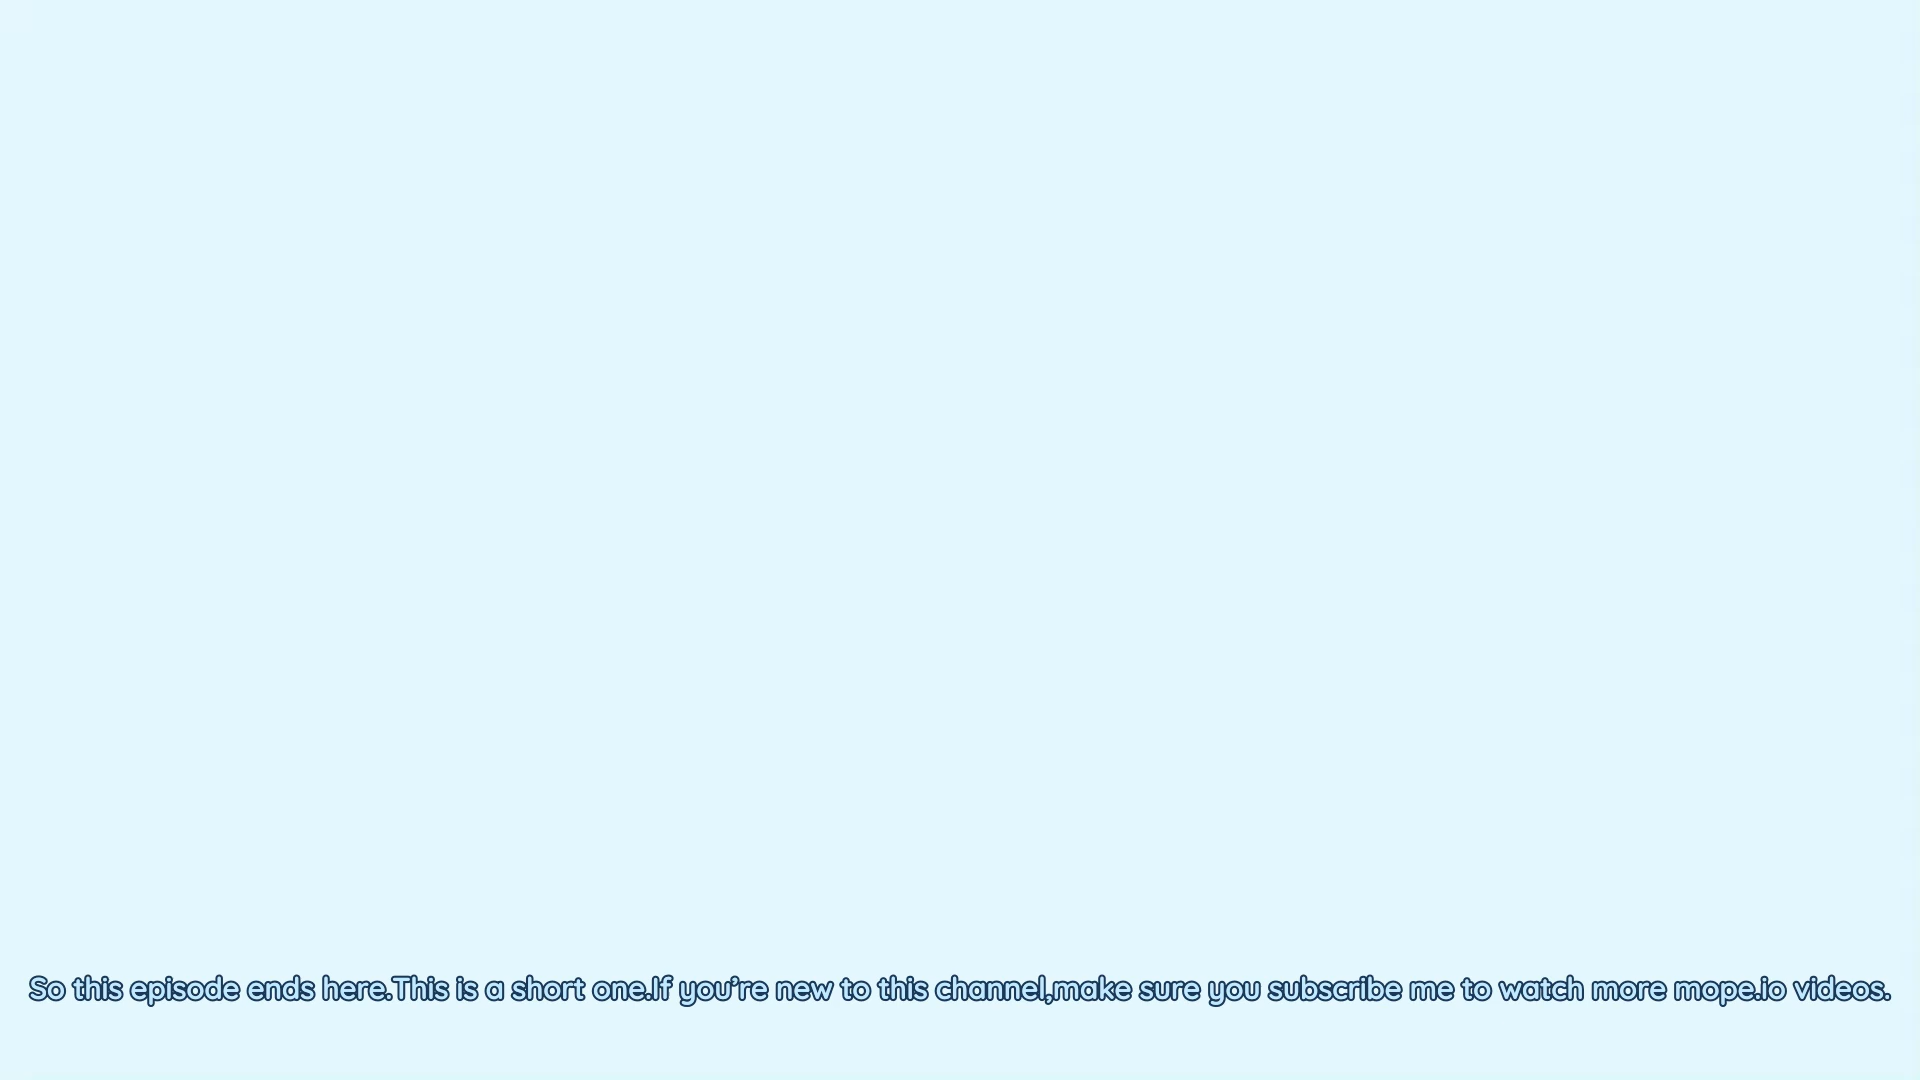 So this episode ends here.This is a short one.If you’re new to this channel,make sure you subscribe me to watch more mope.io videos.